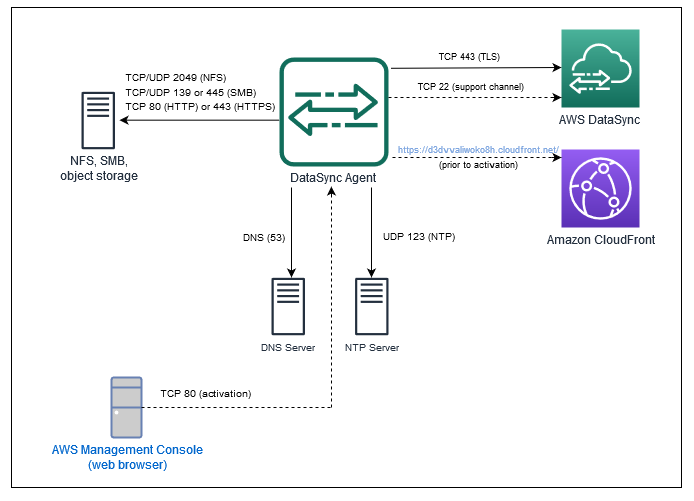 TCP 443 (TLS)
TCP/UDP 2049 (NFS)
TCP/UDP 139 or 445 (SMB)
TCP 80 (HTTP) or 443 (HTTPS)
TCP 22 (support channel)
AWS DataSync
NFS, SMB,
object storage
https://d3dvvaliwoko8h.cloudfront.net/
(prior to activation)
DataSync Agent
Amazon CloudFront
DNS (53)
UDP 123 (NTP)
DNS Server
NTP Server
TCP 80 (activation)
AWS Management Console
(web browser)